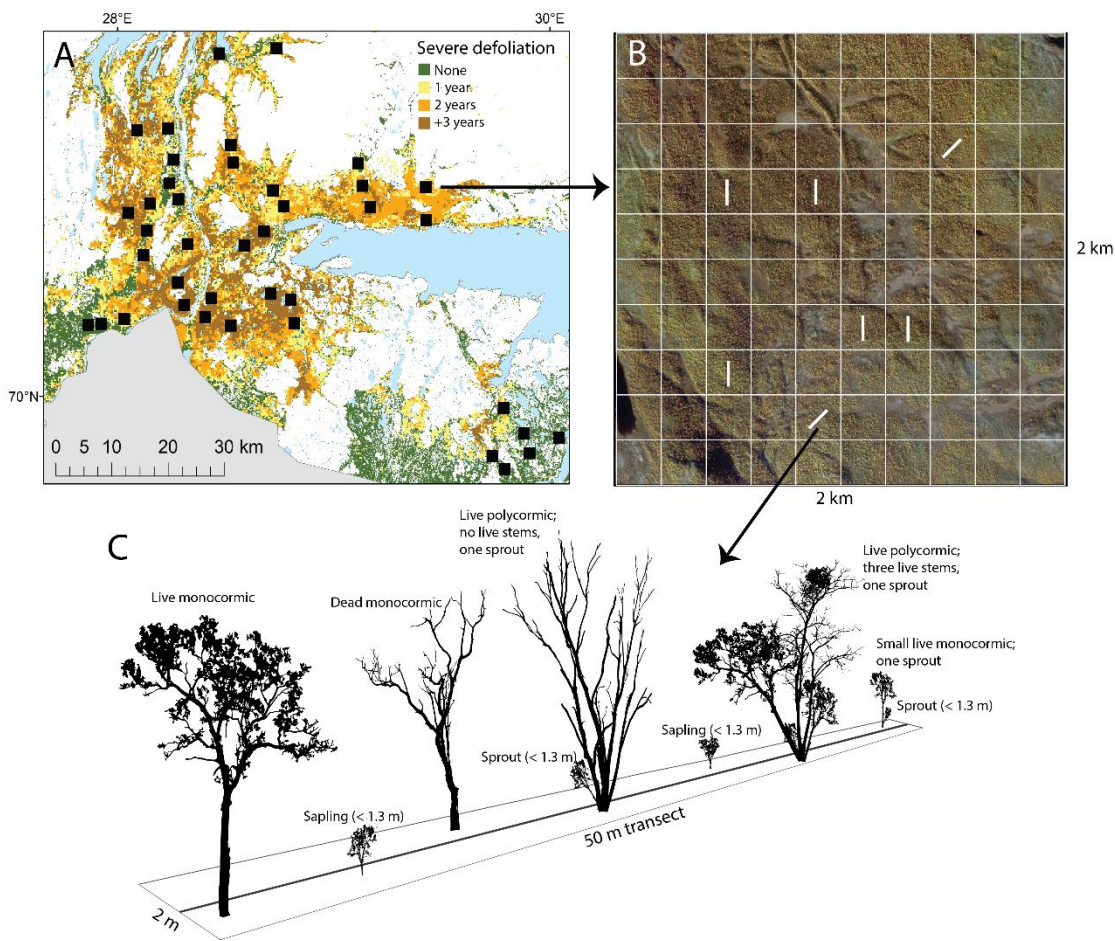 28°E
30°E
A
Severe defoliation
None
1 year
2 years
+3 years
70°N
0 5 10 20 30 km
B
2 km
2 km
C
Live monocormic
Dead monocormic
Live polycormic;
no live stems,
one sprout
Live polycormic;
three live stems,
one sprout
Small live monocormic;
one sprout
Sapling (< 1.3 m)
Sprout (< 1.3 m)
Sapling (< 1.3 m)
Sprout (< 1.3 m)
50 m transect
2 m